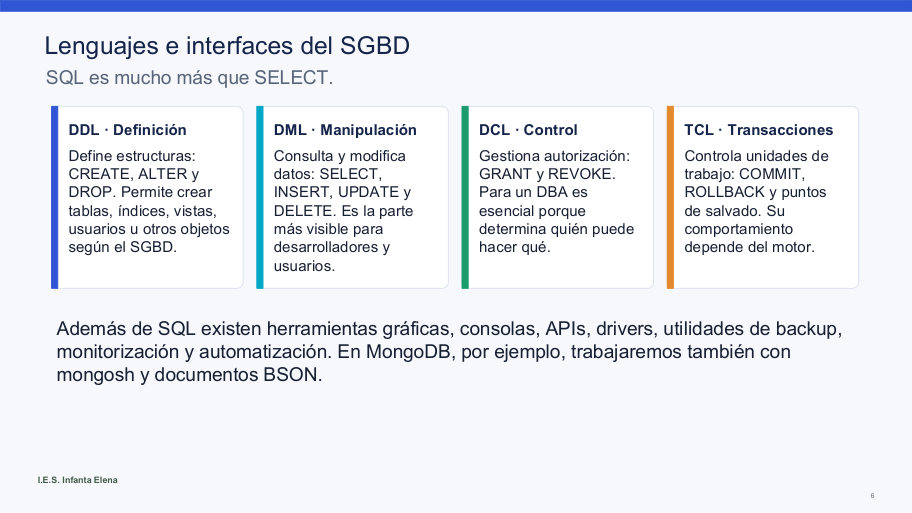 Lenguajes e interfaces del SGBD
SQL es mucho más que SELECT.
DDL · Definición
Define estructuras:
CREATE, ALTER y
DROP. Permite crear
tablas, índices, vistas,
usuarios u otros objetos
según el SGBD.
DML · Manipulación
Consulta y modifica
datos: SELECT,
INSERT, UPDATE y
DELETE. Es la parte
más visible para
desarrolladores y
usuarios.
DCL · Control
Gestiona autorización:
GRANT y REVOKE.
Para un DBA es
esencial porque
determina quién puede
hacer qué.
TCL · Transacciones
Controla unidades de
trabajo: COMMIT,
ROLLBACK y puntos
de salvado. Su
comportamiento
depende del motor.
Además de SQL existen herramientas gráficas, consolas, APIs, drivers, utilidades de backup,
monitorización y automatización. En MongoDB, por ejemplo, trabajaremos también con
mongosh y documentos BSON.
I.E.S. Infanta Elena
6